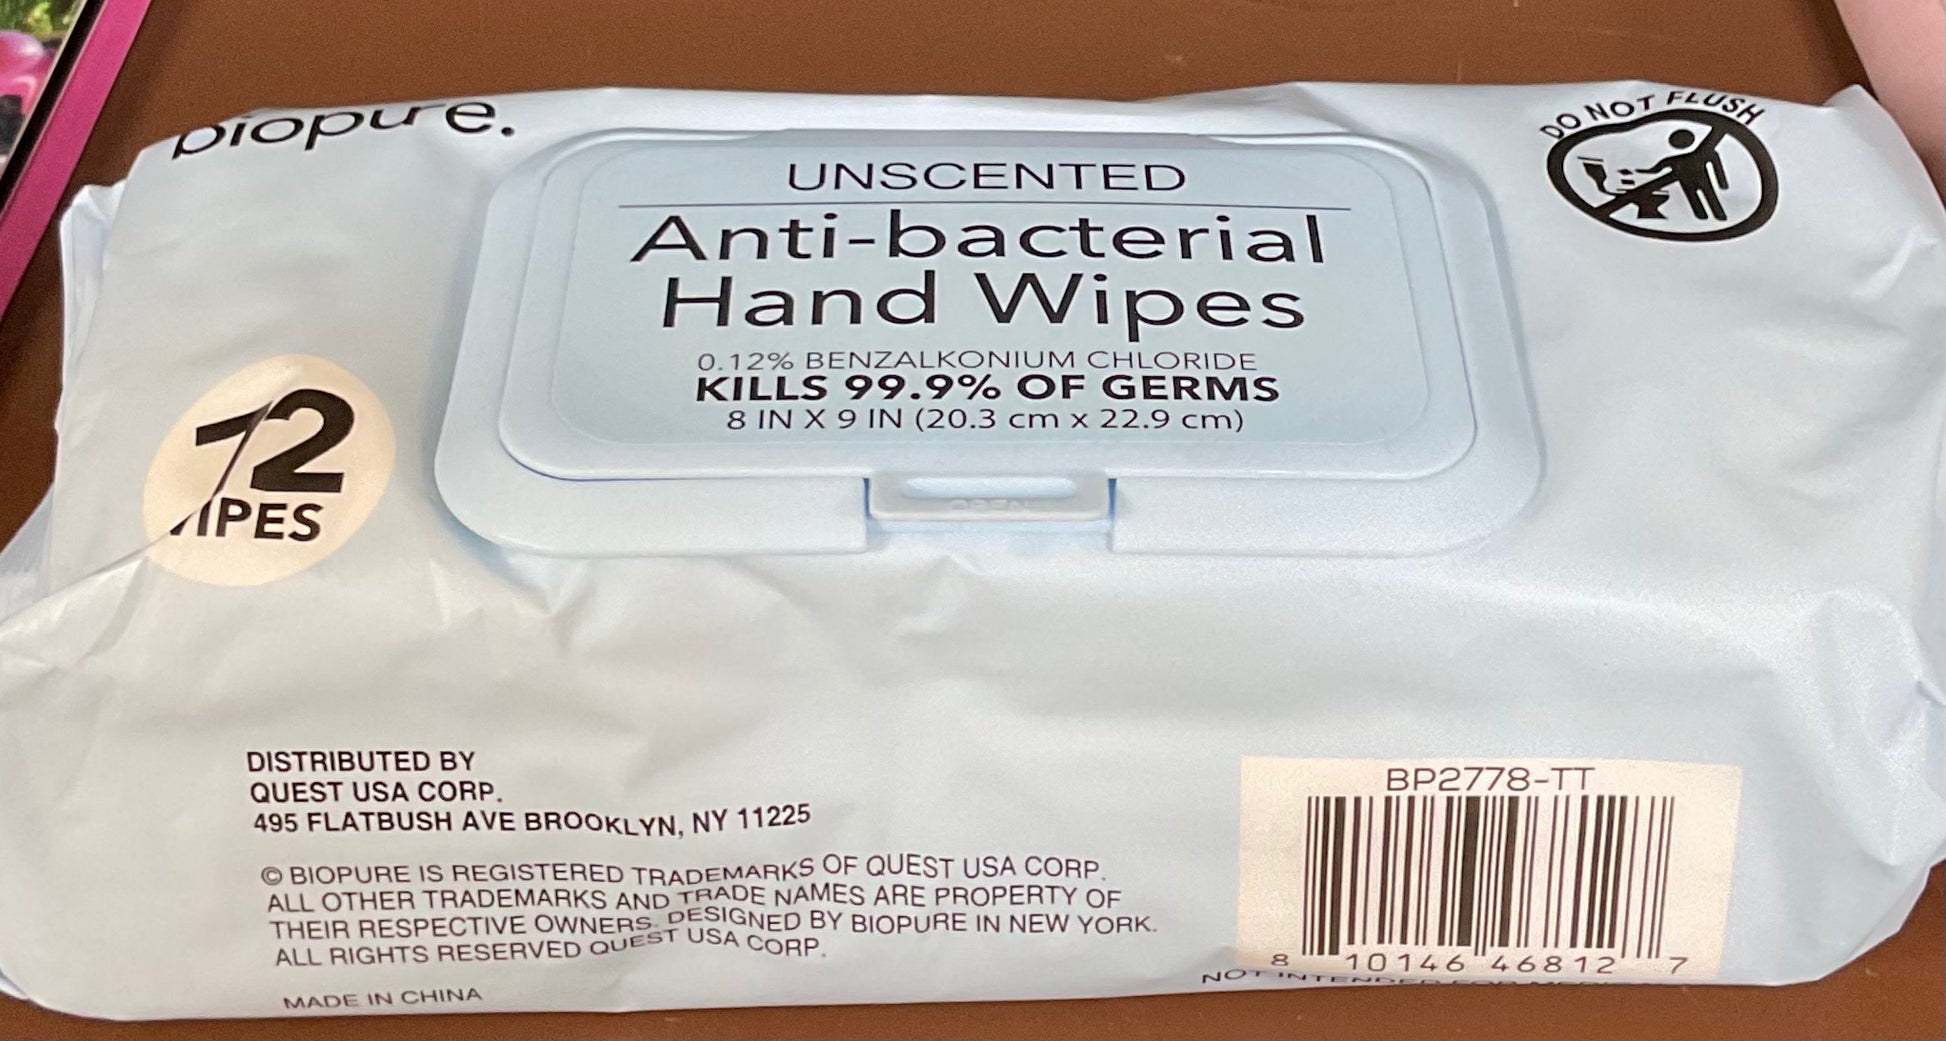 biopure.
DO NOT FLUSH
UNSCENTED
Anti-bacterial
Hand Wipes
0.12% BENZALKONIUM CHLORIDE
KILLS 99.9% OF GERMS
8 IN X 9 IN (20.3 cm x 22.9 cm)
OPEN
72
WIPES
DISTRIBUTED BY
QUEST USA CORP.
495 FLATBUSH AVE BROOKLYN, NY 11225
© BIOPURE IS REGISTERED TRADEMARKS OF QUEST USA CORP.
ALL OTHER TRADEMARKS AND TRADE NAMES ARE PROPERTY OF
THEIR RESPECTIVE OWNERS. DESIGNED BY BIOPURE IN NEW YORK.
ALL RIGHTS RESERVED QUEST USA CORP.
MADE IN CHINA
BP2778-TT
8 10146 46812 7
NOT INTENDED FOR